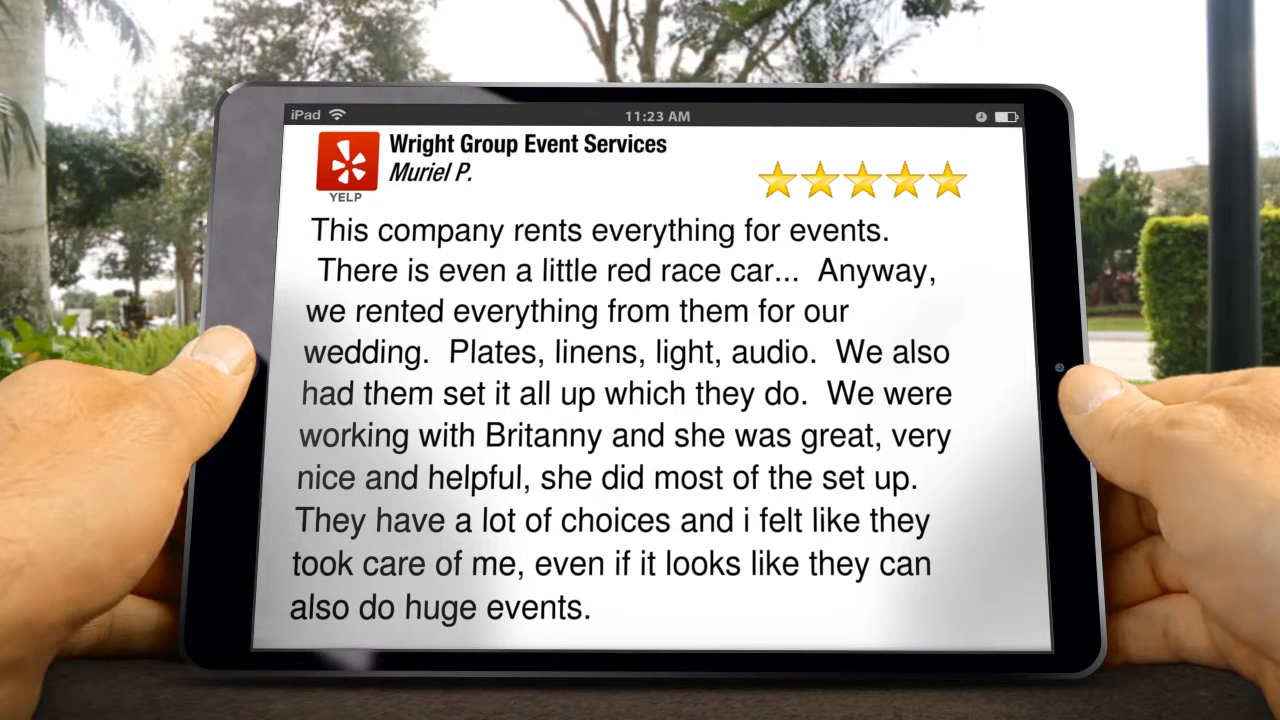 iPad 11:23 AM
Wright Group Event Services
Muriel P.
YELP
This company rents everything for events.
There is even a little red race car... Anyway,
we rented everything from them for our
wedding. Plates, linens, light, audio. We also
had them set it all up which they do. We were
working with Britanny and she was great, very
nice and helpful, she did most of the set up.
They have a lot of choices and i felt like they
took care of me, even if it looks like they can
also do huge events.